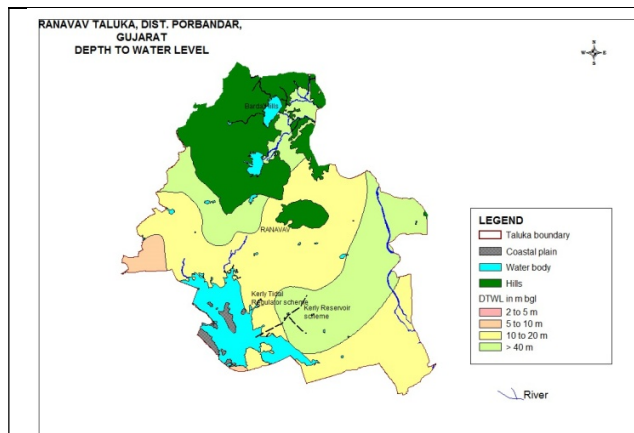 RANAVAV TALUKA, DIST. PORBANDAR,
GUJARAT
DEPTH TO WATER LEVEL
N
W E
S
Barda Hills
RANAVAV
Kerly Tidal
Regulator scheme
Kerly Reservoir
scheme
LEGEND
Taluka boundary
Coastal plain
Water body
Hills
DTWL in m bgl
2 to 5 m
5 to 10 m
10 to 20 m
> 40 m
River